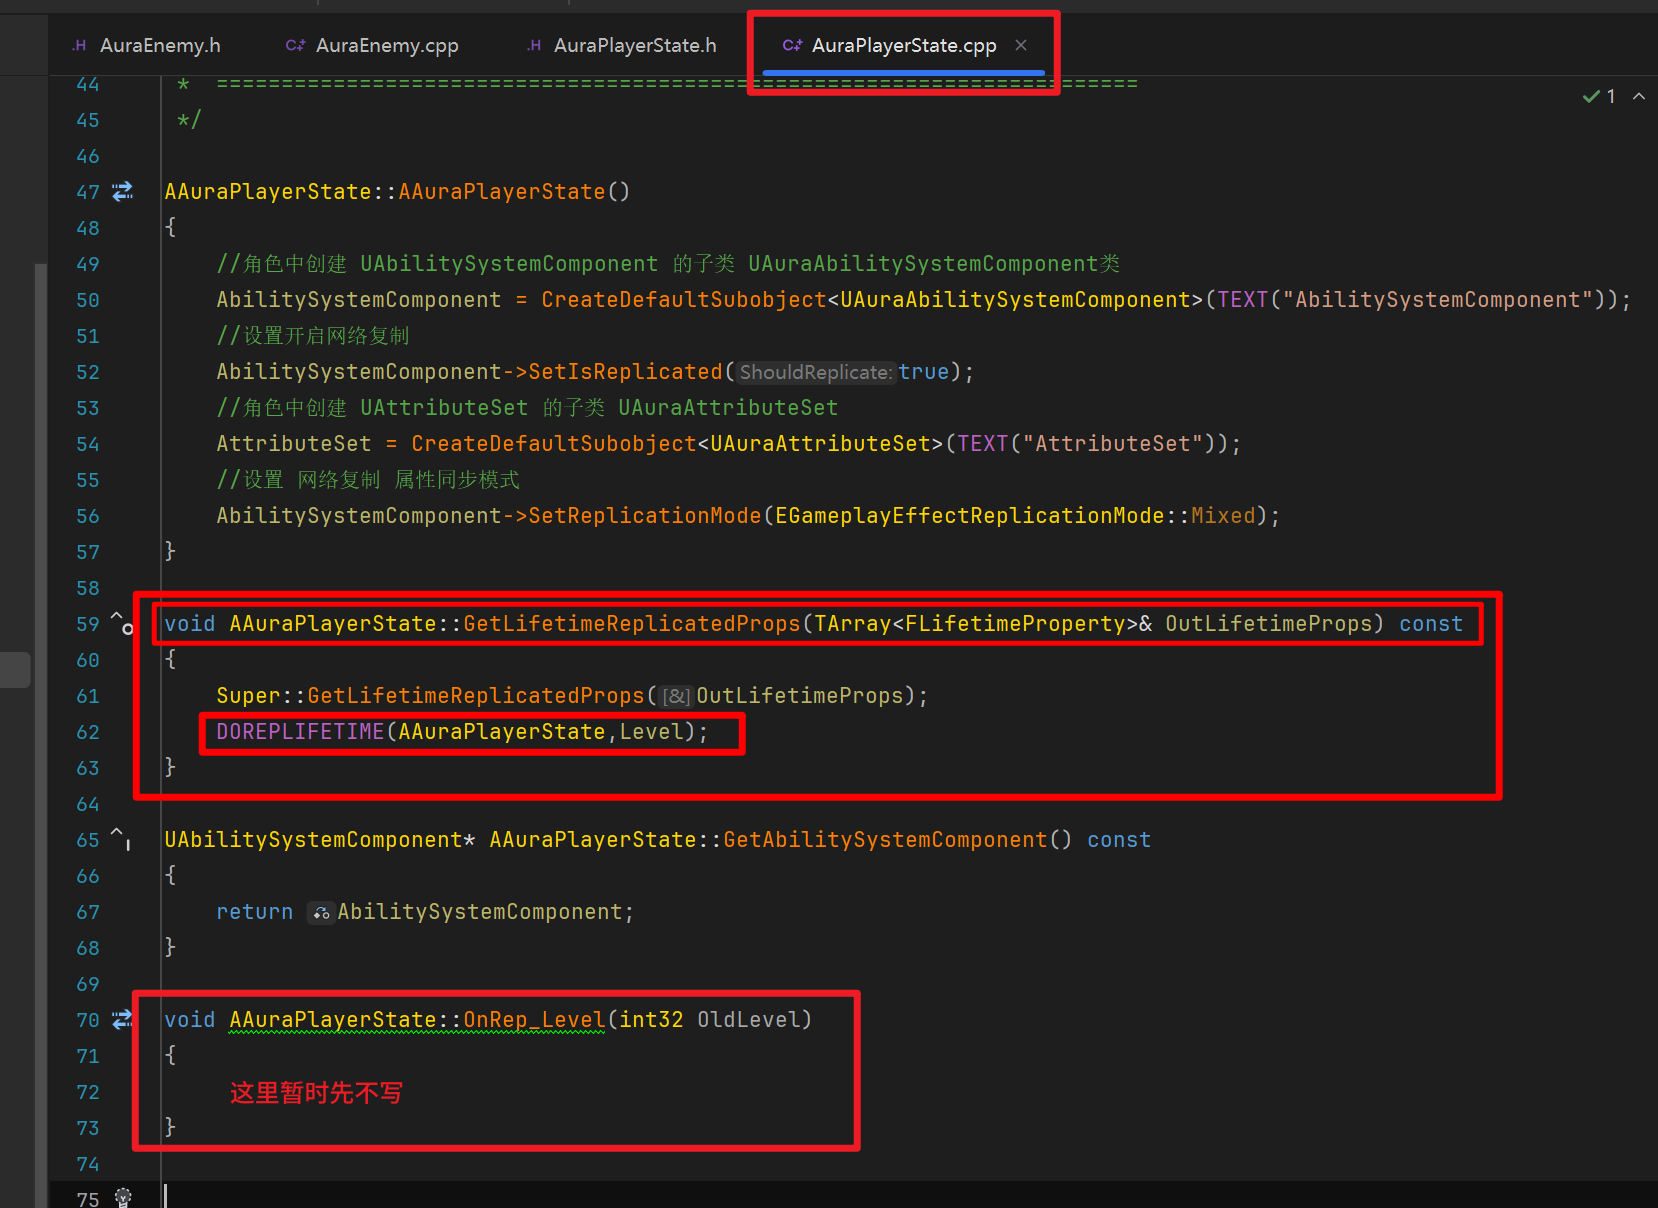 .H AuraEnemy.h C++ AuraEnemy.cpp .H AuraPlayerState.h C++ AuraPlayerState.cpp ×
44 * =======================================================================
1
45 */
46
47 AAuraPlayerState::AAuraPlayerState()
48 {
49 //角色中创建 UAbilitySystemComponent 的子类 UAuraAbilitySystemComponent类
50 AbilitySystemComponent = CreateDefaultSubobject<UAuraAbilitySystemComponent>(TEXT("AbilitySystemComponent"));
51 //设置开启网络复制
52 AbilitySystemComponent->SetIsReplicated(ShouldReplicate:true);
53 //角色中创建 UAttributeSet 的子类 UAuraAttributeSet
54 AttributeSet = CreateDefaultSubobject<UAuraAttributeSet>(TEXT("AttributeSet"));
55 //设置 网络复制 属性同步模式
56 AbilitySystemComponent->SetReplicationMode(EGameplayEffectReplicationMode::Mixed);
57 }
58
59 void AAuraPlayerState::GetLifetimeReplicatedProps(TArray<FLifetimeProperty>& OutLifetimeProps) const
60 {
61 Super::GetLifetimeReplicatedProps([&]OutLifetimeProps);
62 DOREPLIFETIME(AAuraPlayerState,Level);
63 }
64
65 UAbilitySystemComponent* AAuraPlayerState::GetAbilitySystemComponent() const
66 {
67 return AbilitySystemComponent;
68 }
69
70 void AAuraPlayerState::OnRep_Level(int32 OldLevel)
71 {
72 这里暂时先不写
73 }
74
75